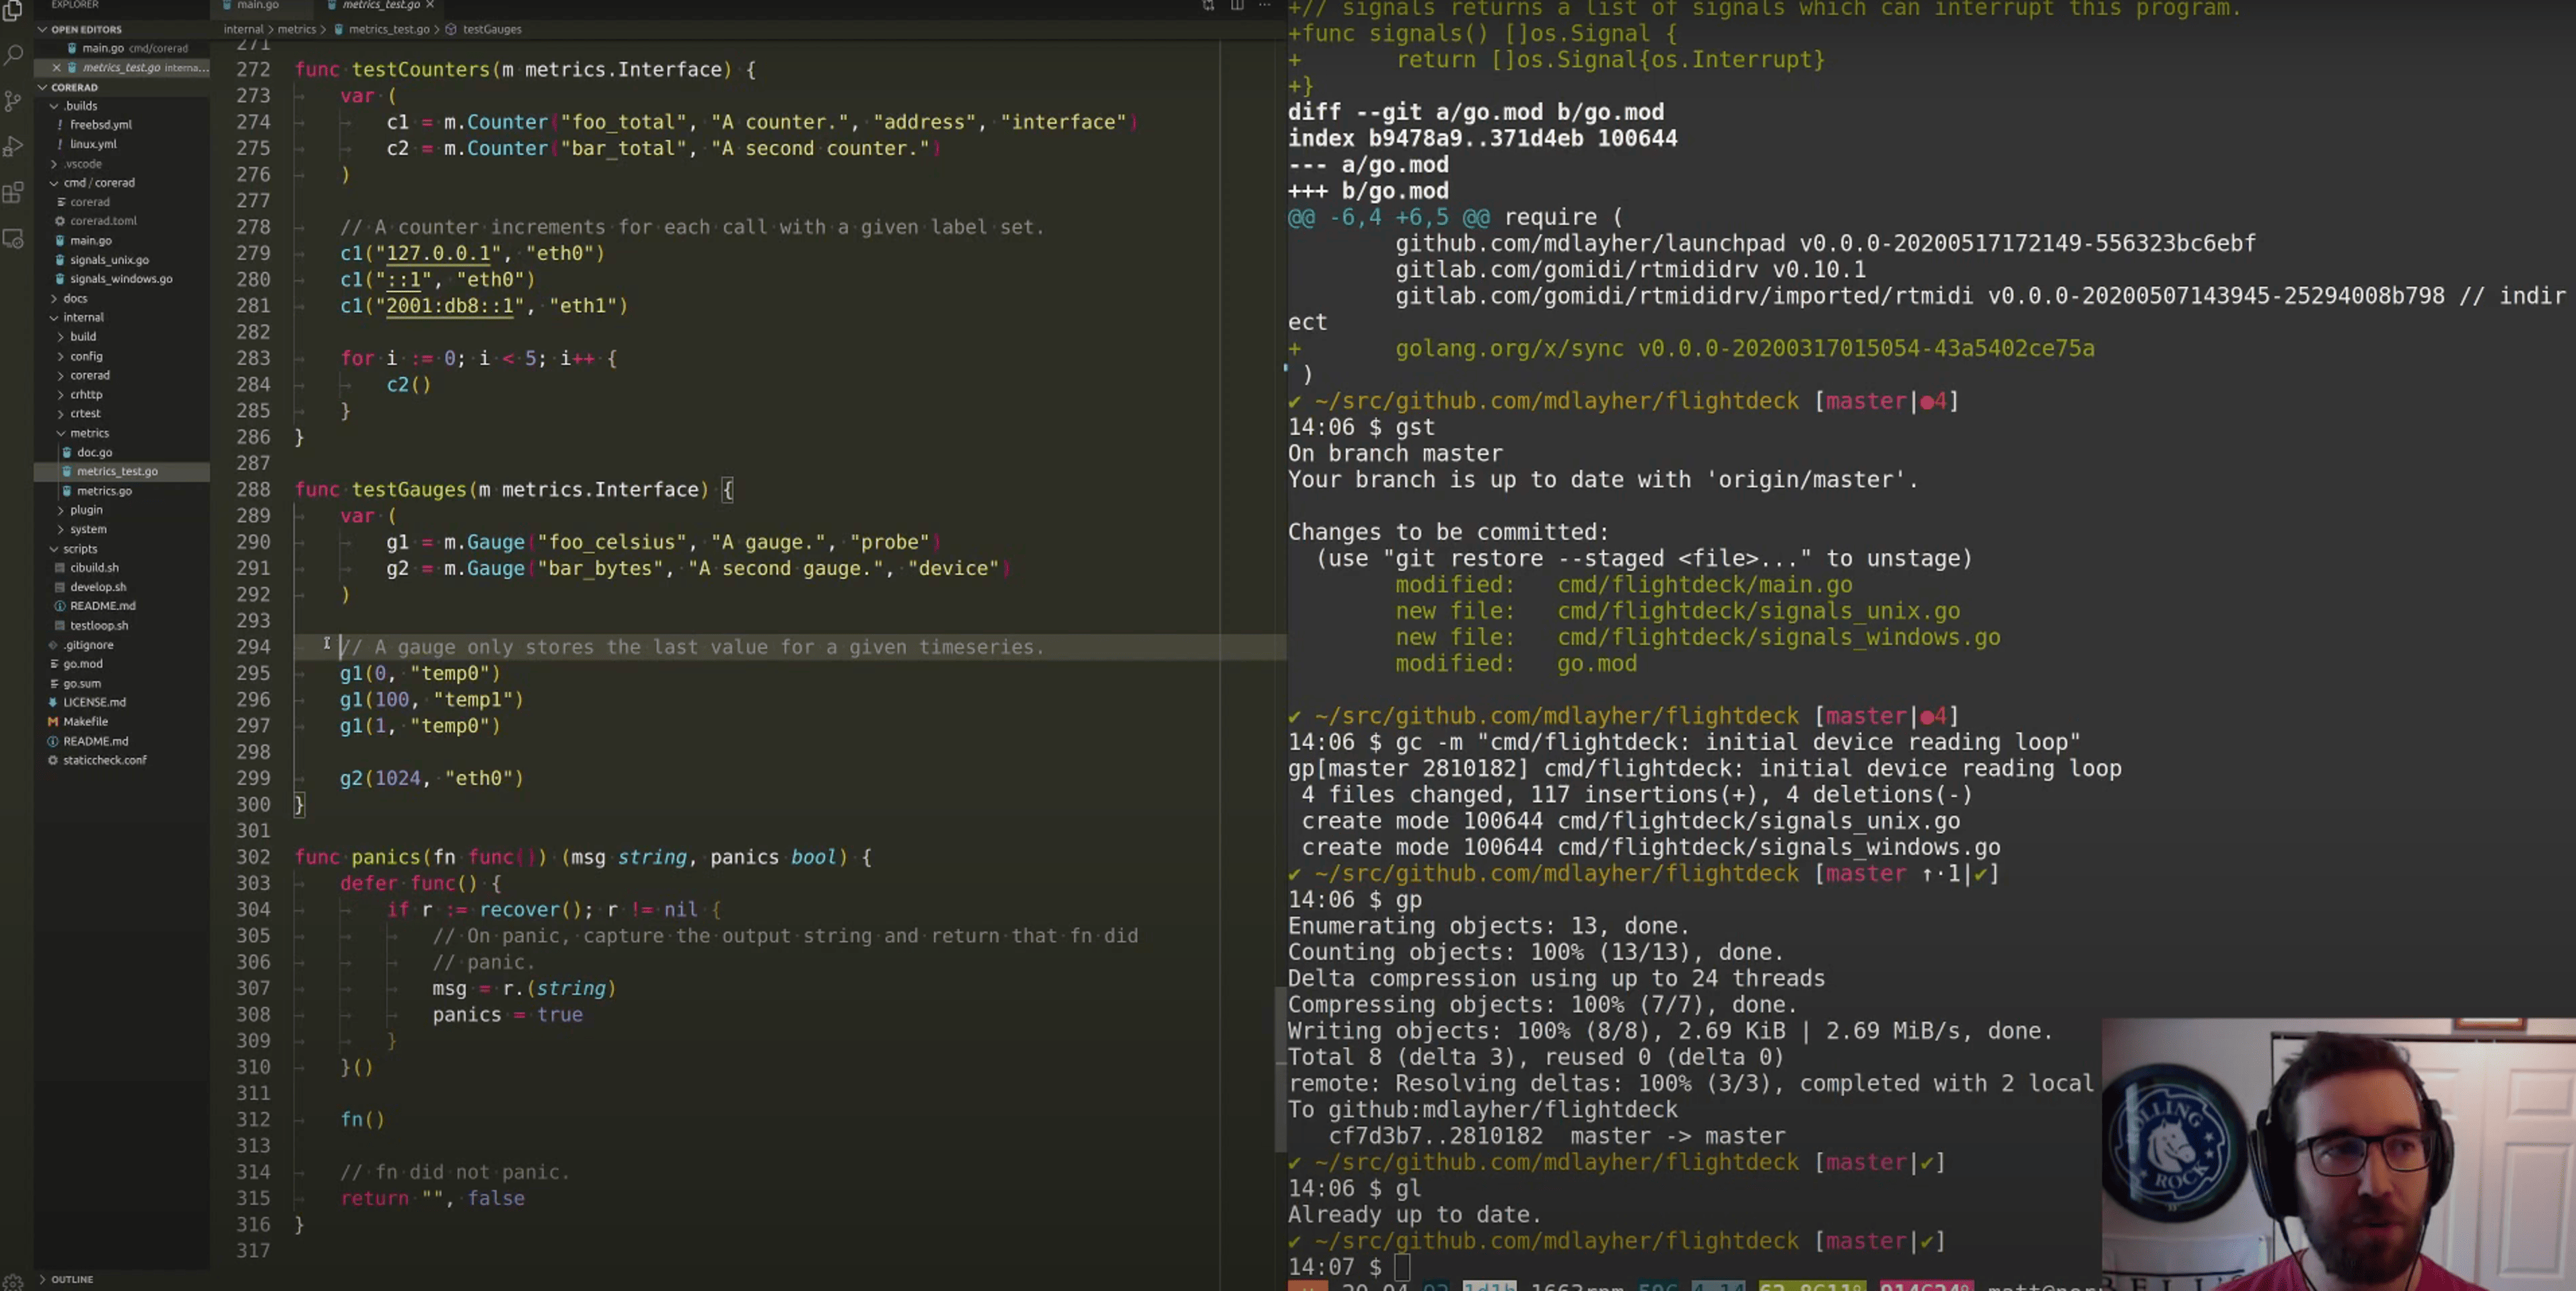 EXPLORER
OPEN EDITORS
main.go cmd/corerad
metrics_test.go interna...
CORERAD
.builds
freebsd.yml
linux.yml
.vscode
cmd / corerad
corerad
corerad.toml
main.go
signals_unix.go
signals_windows.go
docs
internal
build
config
corerad
crhttp
crtest
metrics
doc.go
metrics_test.go
metrics.go
plugin
system
scripts
cibuild.sh
develop.sh
README.md
testloop.sh
.gitignore
go.mod
go.sum
LICENSE.md
Makefile
README.md
staticcheck.conf
OUTLINE
main.go
metrics_test.go
internal > metrics > metrics_test.go > testGauges
271
272 func testCounters(m metrics.Interface) {
273 var (
274 c1 = m.Counter("foo_total", "A counter.", "address", "interface")
275 c2 = m.Counter("bar_total", "A second counter.")
276 )
277
278 // A counter increments for each call with a given label set.
279 c1("127.0.0.1", "eth0")
280 c1("::1", "eth0")
281 c1("2001:db8::1", "eth1")
282
283 for i := 0; i < 5; i++ {
284 c2()
285 }
286 }
287
288 func testGauges(m metrics.Interface) {
289 var (
290 g1 = m.Gauge("foo_celsius", "A gauge.", "probe")
291 g2 = m.Gauge("bar_bytes", "A second gauge.", "device")
292 )
293
294 // A gauge only stores the last value for a given timeseries.
295 g1(0, "temp0")
296 g1(100, "temp1")
297 g1(1, "temp0")
298
299 g2(1024, "eth0")
300 }
301
302 func panics(fn func()) (msg string, panics bool) {
303 defer func() {
304 if r := recover(); r != nil {
305 // On panic, capture the output string and return that fn did
306 // panic.
307 msg = r.(string)
308 panics = true
309 }
310 }()
311
312 fn()
313
314 // fn did not panic.
315 return "", false
316 }
317
+// signals returns a list of signals which can interrupt this program.
+func signals() []os.Signal {
+ return []os.Signal{os.Interrupt}
+}
diff --git a/go.mod b/go.mod
index b9478a9..371d4eb 100644
--- a/go.mod
+++ b/go.mod
@@ -6,4 +6,5 @@ require (
github.com/mdlayher/launchpad v0.0.0-20200517172149-556323bc6ebf
gitlab.com/gomidi/rtmididrv v0.10.1
gitlab.com/gomidi/rtmididrv/imported/rtmidi v0.0.0-20200507143945-25294008b798 // indir
ect
+ golang.org/x/sync v0.0.0-20200317015054-43a5402ce75a
)
✔ ~/src/github.com/mdlayher/flightdeck [master|●4]
14:06 $ gst
On branch master
Your branch is up to date with 'origin/master'.
Changes to be committed:
(use "git restore --staged <file>..." to unstage)
modified: cmd/flightdeck/main.go
new file: cmd/flightdeck/signals_unix.go
new file: cmd/flightdeck/signals_windows.go
modified: go.mod
✔ ~/src/github.com/mdlayher/flightdeck [master|●4]
14:06 $ gc -m "cmd/flightdeck: initial device reading loop"
gp[master 2810182] cmd/flightdeck: initial device reading loop
4 files changed, 117 insertions(+), 4 deletions(-)
create mode 100644 cmd/flightdeck/signals_unix.go
create mode 100644 cmd/flightdeck/signals_windows.go
✔ ~/src/github.com/mdlayher/flightdeck [master ↑·1|✔]
14:06 $ gp
Enumerating objects: 13, done.
Counting objects: 100% (13/13), done.
Delta compression using up to 24 threads
Compressing objects: 100% (7/7), done.
Writing objects: 100% (8/8), 2.69 KiB | 2.69 MiB/s, done.
Total 8 (delta 3), reused 0 (delta 0)
remote: Resolving deltas: 100% (3/3), completed with 2 local
To github:mdlayher/flightdeck
cf7d3b7..2810182 master -> master
✔ ~/src/github.com/mdlayher/flightdeck [master|✔]
14:06 $ gl
Already up to date.
✔ ~/src/github.com/mdlayher/flightdeck [master|✔]
14:07 $
ROLLING
ROCK